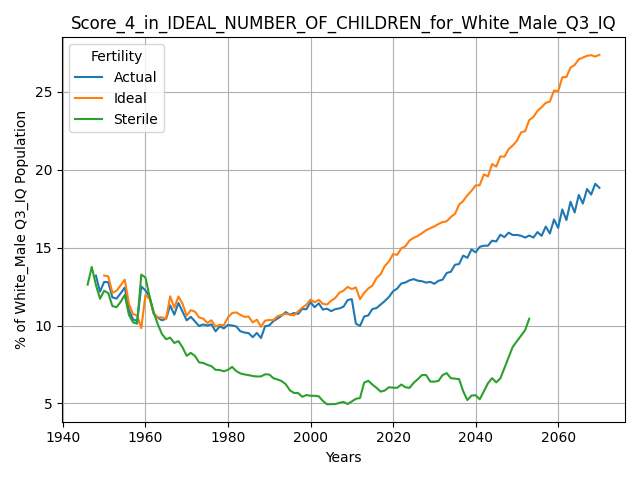 Score_4_in_IDEAL_NUMBER_OF_CHILDREN_for_White_Male_Q3_IQ
Fertility
Actual
Ideal
Sterile
% of White_Male Q3_IQ Population
25
20
15
10
5
1940 1960 1980 2000 2020 2040 2060
Years